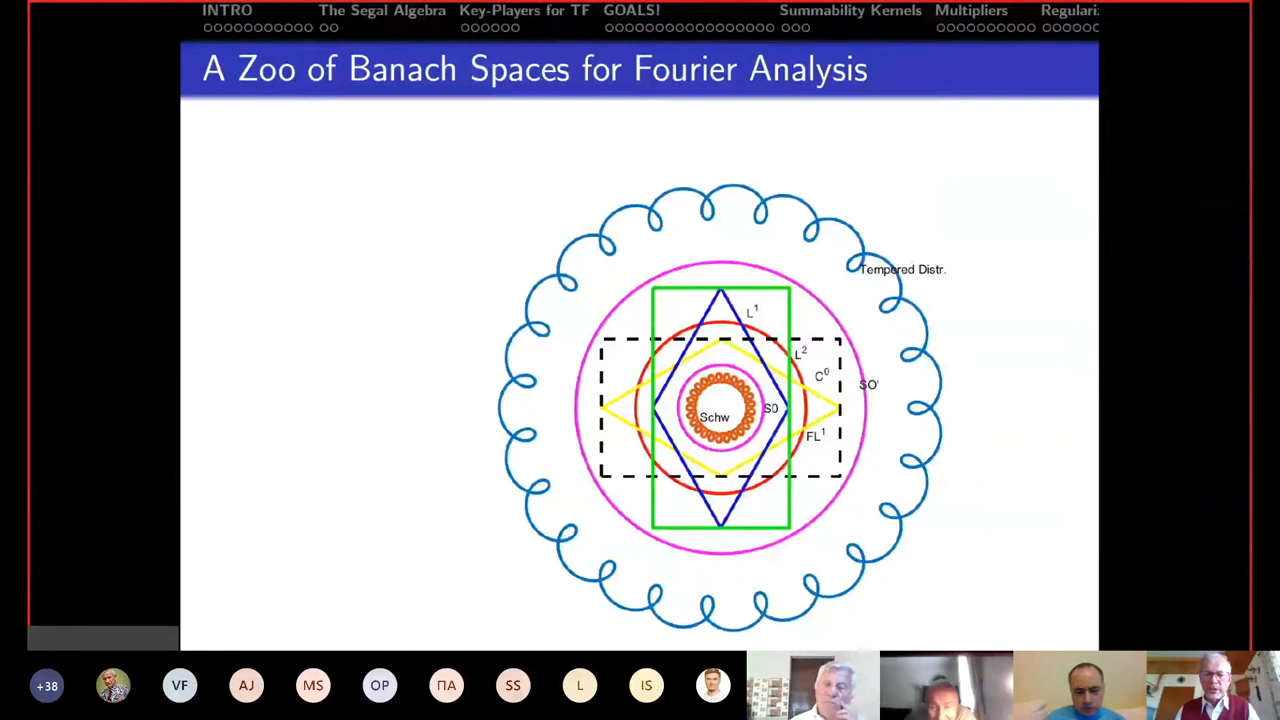 INTRO The Segal Algebra Key-Players for TF GOALS! Summability Kernels Multipliers Regulari
A Zoo of Banach Spaces for Fourier Analysis
Tempered Distr.
L¹
L²
C⁰
SO'
S0
Schw
FL¹
+38 VF AJ MS OP ПА SS L IS